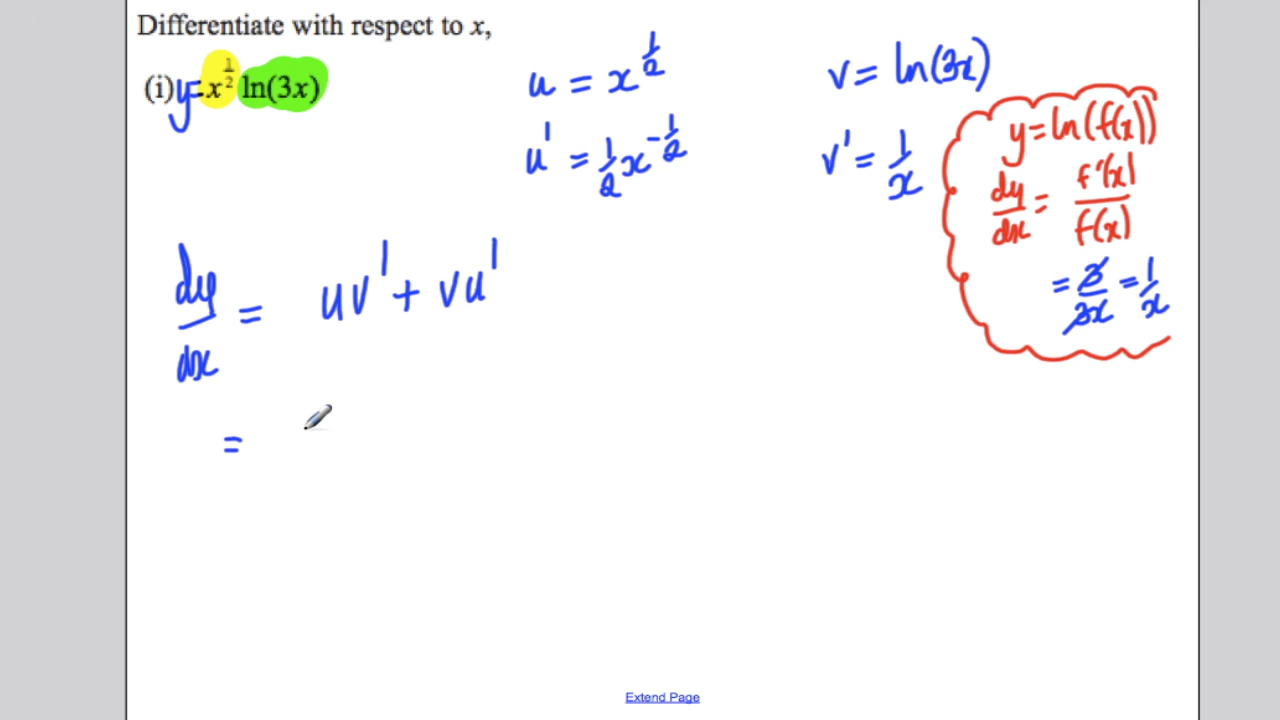 Differentiate with respect to x,
(i) y = x^{1/2} ln(3x)
u = x^{1/2}
u' = 1/2 x^{-1/2}
v = ln(3x)
v' = 1/x
y = ln(f(x))
dy/dx = f'(x)/f(x)
= 3/3x = 1/x
dy/dx = uv' + vu'
=
Extend Page